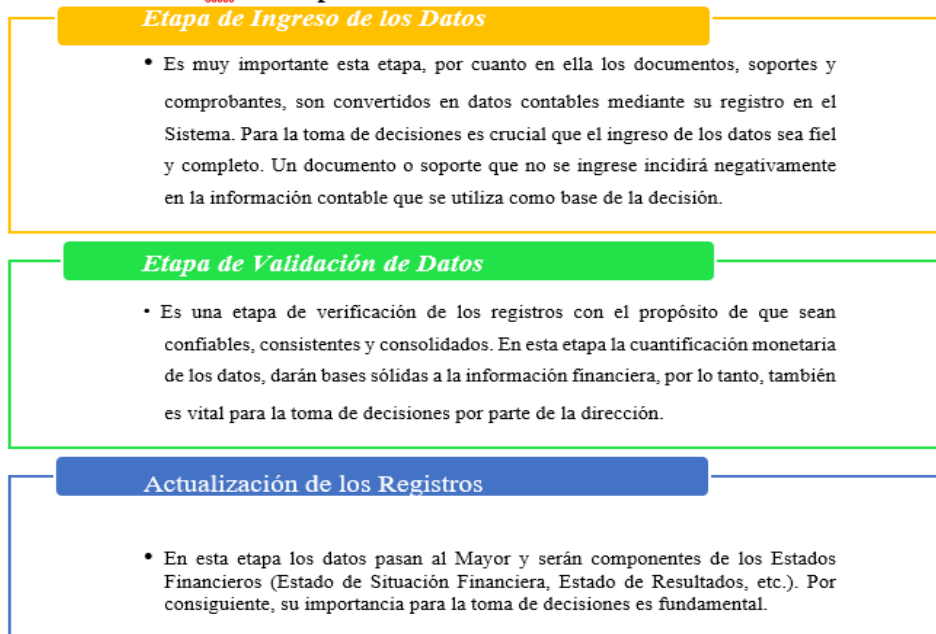 Etapa de Ingreso de los Datos
• Es muy importante esta etapa, por cuanto en ella los documentos, soportes y
comprobantes, son convertidos en datos contables mediante su registro en el
Sistema. Para la toma de decisiones es crucial que el ingreso de los datos sea fiel
y completo. Un documento o soporte que no se ingrese incidirá negativamente
en la información contable que se utiliza como base de la decisión.
Etapa de Validación de Datos
• Es una etapa de verificación de los registros con el propósito de que sean
confiables, consistentes y consolidados. En esta etapa la cuantificación monetaria
de los datos, darán bases sólidas a la información financiera, por lo tanto, también
es vital para la toma de decisiones por parte de la dirección.
Actualización de los Registros
• En esta etapa los datos pasan al Mayor y serán componentes de los Estados
Financieros (Estado de Situación Financiera, Estado de Resultados, etc.). Por
consiguiente, su importancia para la toma de decisiones es fundamental.